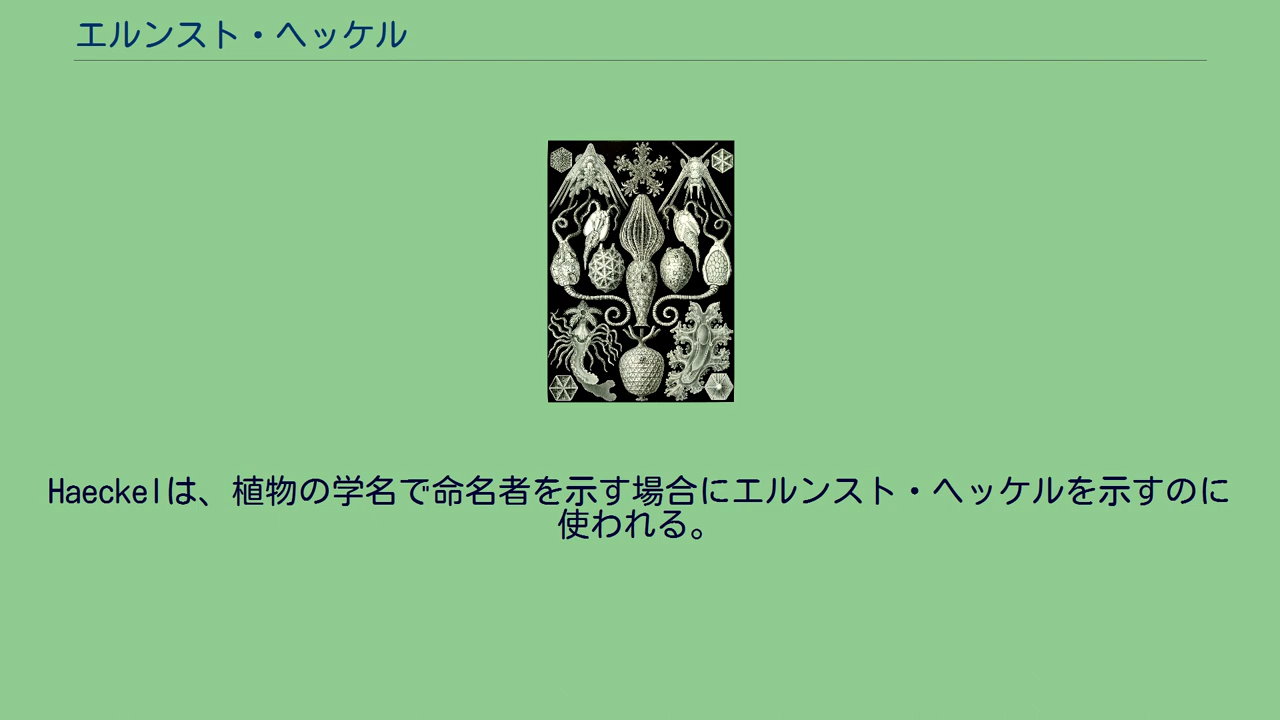 エルンスト・ヘッケル
Haeckelは、植物の学名で命名者を示す場合にエルンスト・ヘッケルを示すのに
使われる。